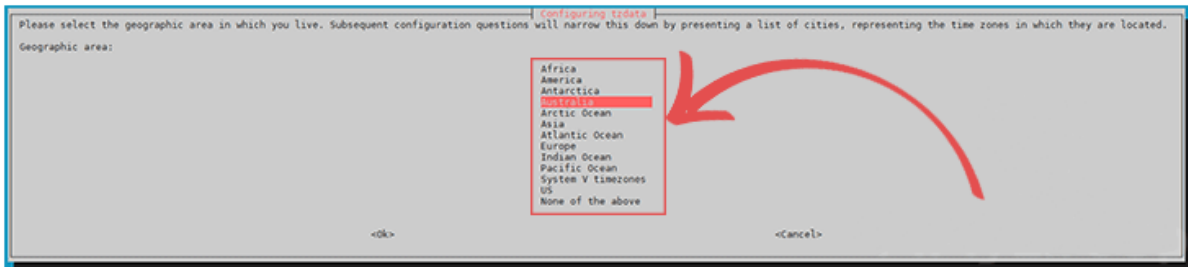 Configuring tzdata
Please select the geographic area in which you live. Subsequent configuration questions will narrow this down by presenting a list of cities, representing the time zones in which they are located.
Geographic area:
Africa
America
Antarctica
Australia
Arctic Ocean
Asia
Atlantic Ocean
Europe
Indian Ocean
Pacific Ocean
System V timezones
US
None of the above
<Ok> <Cancel>